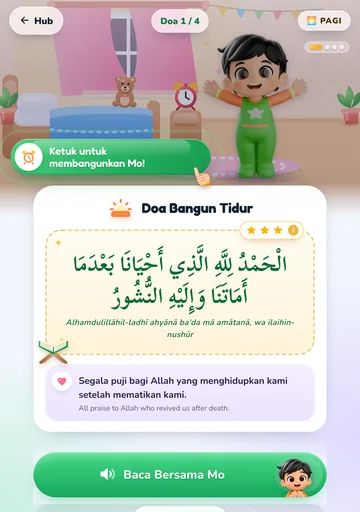 Hub
Doa 1 / 4
PAGI
Ketuk untuk
membangunkan Mo!
Doa Bangun Tidur
الْحَمْدُ لِلَّهِ الَّذِي أَحْيَانَا بَعْدَمَا
أَمَاتَنَا وَإِلَيْهِ النُّشُورُ
Alhamdulillāhil-ladhī ahyānā ba'da mā amātanā, wa ilaihin-
nushūr
Segala puji bagi Allah yang menghidupkan kami
setelah mematikan kami.
All praise to Allah who revived us after death.
Baca Bersama Mo